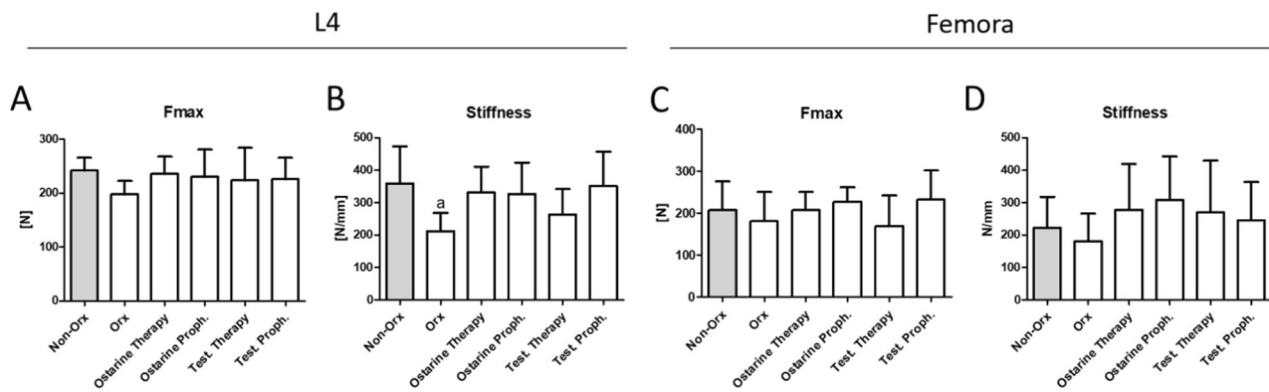 L4
Femora
A
Fmax
[N]
300
200
100
0
Non-Orx
Orx
Ostarine Therapy
Ostarine Proph.
Test. Therapy
Test. Proph.
B
Stiffness
[N/mm]
500
400
300
200
100
0
a
Non-Orx
Orx
Ostarine Therapy
Ostarine Proph.
Test. Therapy
Test. Proph.
C
Fmax
[N]
400
300
200
100
0
Non-Orx
Orx
Ostarine Therapy
Ostarine Proph.
Test. Therapy
Test. Proph.
D
Stiffness
N/mm
500
400
300
200
100
0
Non-Orx
Orx
Ostarine Therapy
Ostarine Proph.
Test. Therapy
Test. Proph.